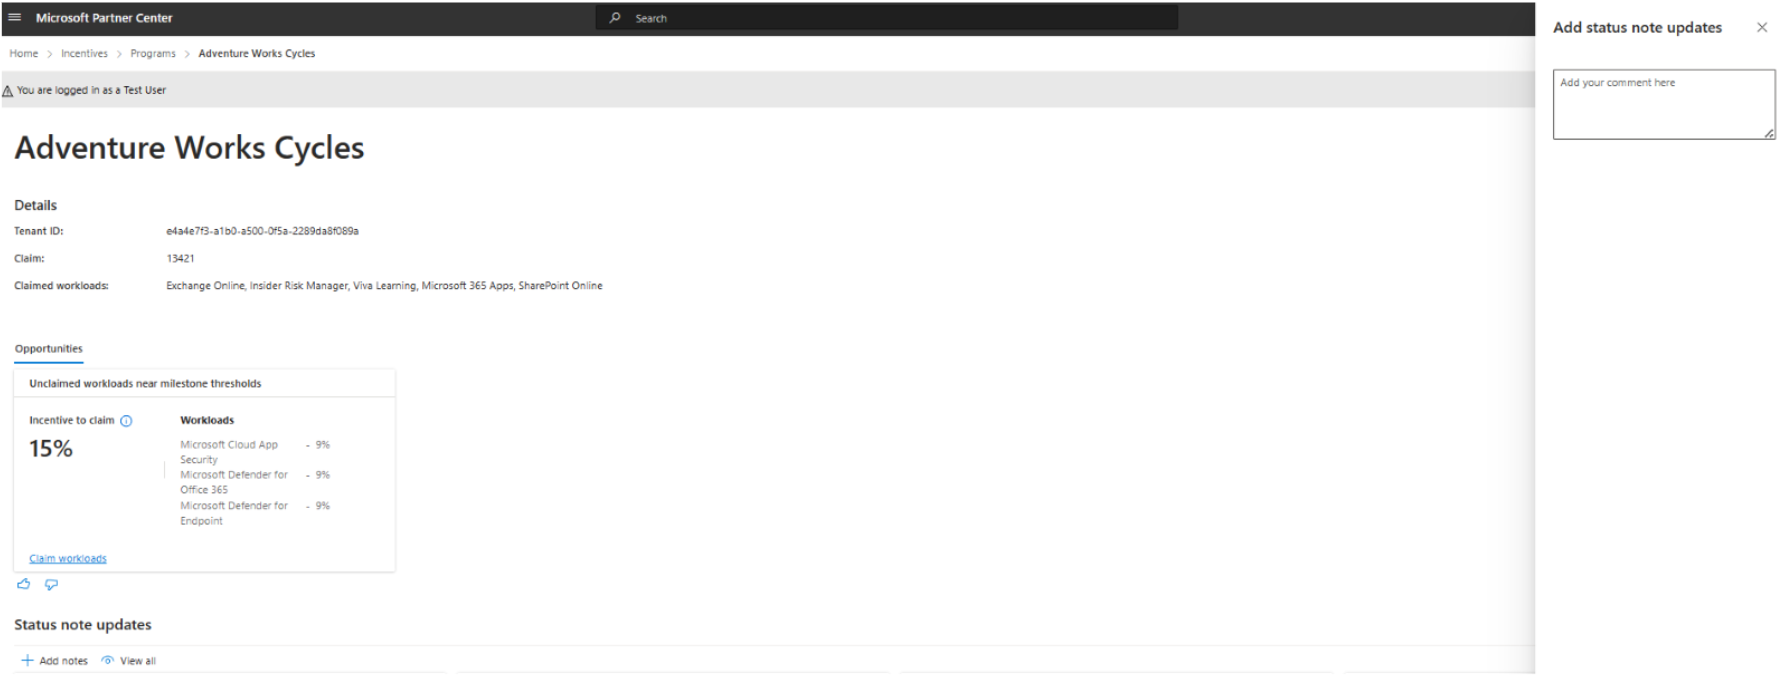 Microsoft Partner Center
Search
Add status note updates
Home > Incentives > Programs > Adventure Works Cycles
Add your comment here
You are logged in as a Test User
Adventure Works Cycles
Details
Tenant ID: e4a4e7f3-a1b0-a500-0f5a-2289da8f089a
Claim: 13421
Claimed workloads: Exchange Online, Insider Risk Manager, Viva Learning, Microsoft 365 Apps, SharePoint Online
Opportunities
Unclaimed workloads near milestone thresholds
Incentive to claim
15%
Workloads
Microsoft Cloud App - 9%
Security
Microsoft Defender for - 9%
Office 365
Microsoft Defender for - 9%
Endpoint
Claim workloads
Status note updates
Add notes View all